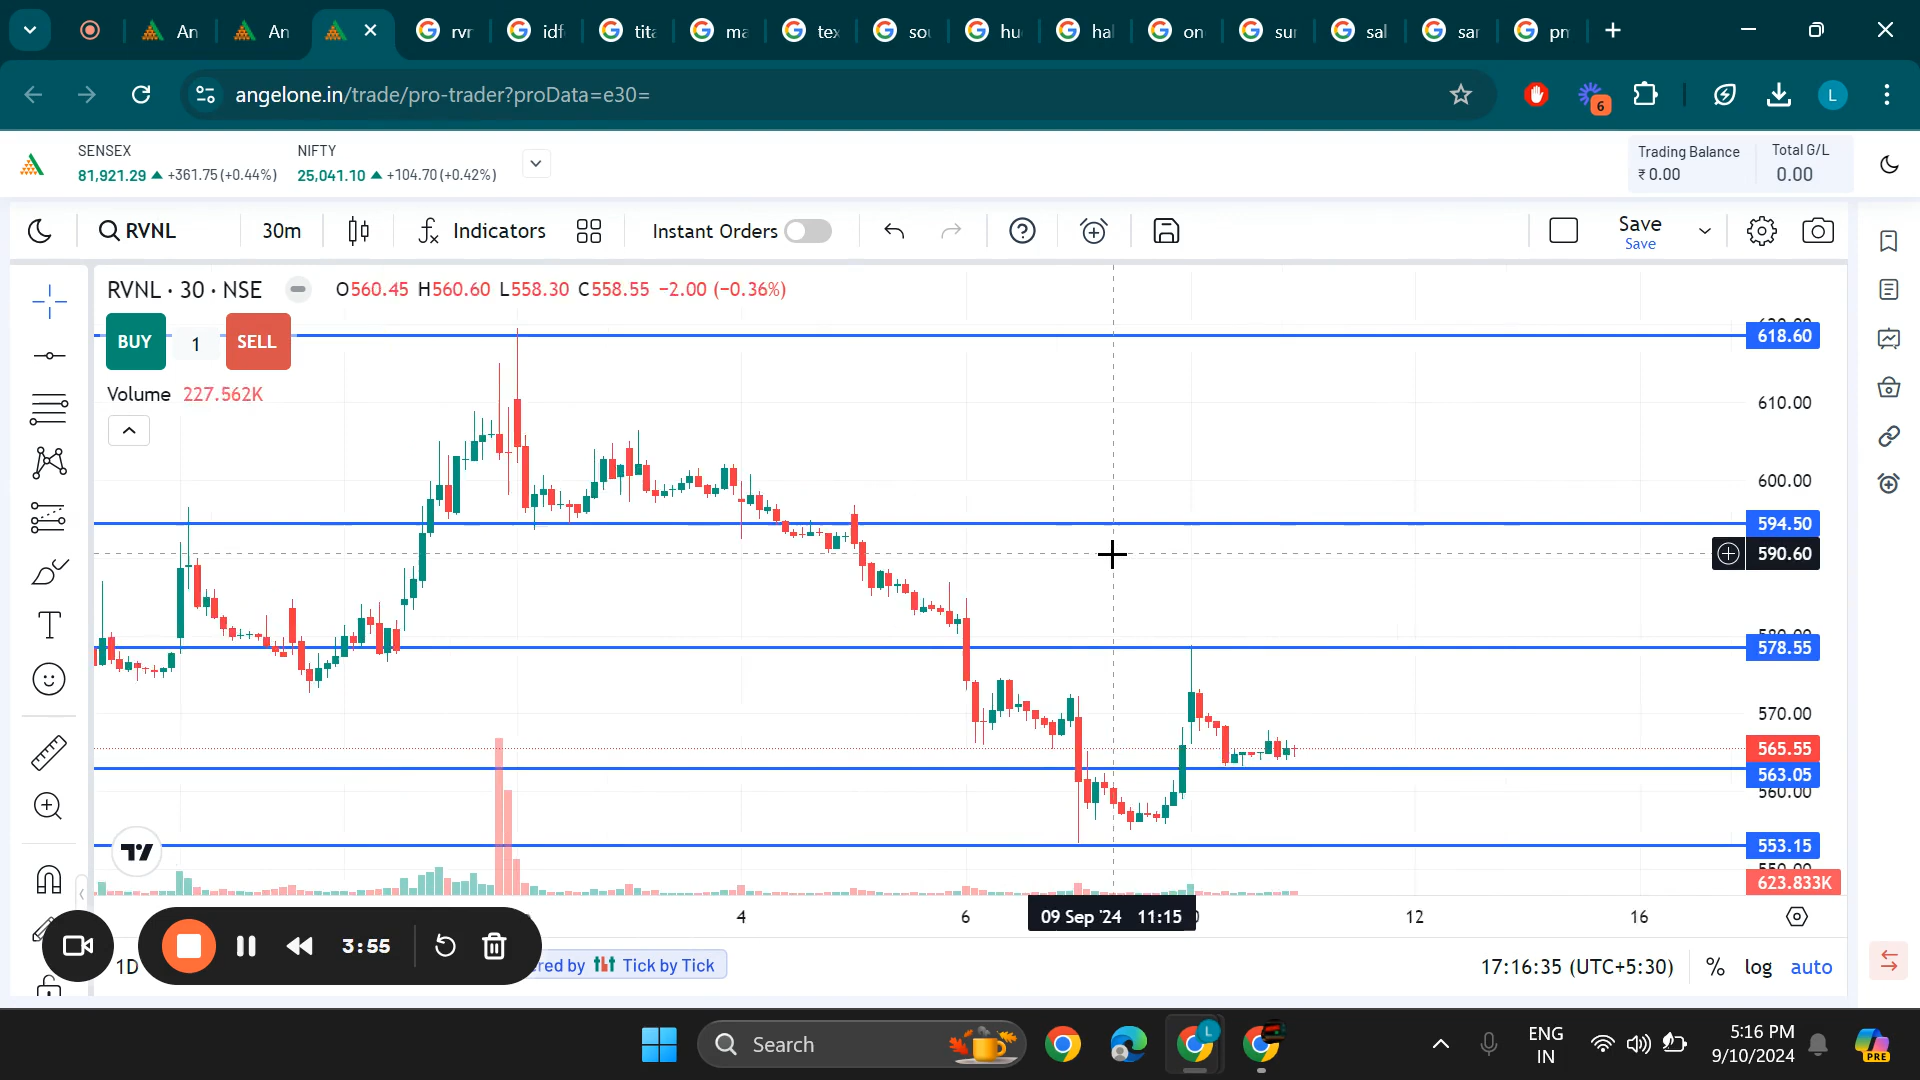 An
An
rvr
idf
tita
ma
tex
sou
hu
hal
on
sur
sal
sar
pn
angelone.in/trade/pro-trader?proData=e30=
6
L
SENSEX
81,921.29 +361.75 (+0.44%)
NIFTY
25,041.10 +104.70 (+0.42%)
Trading Balance
₹ 0.00
Total G/L
0.00
RVNL
30m
Indicators
Instant Orders
Save
Save
RVNL · 30 · NSE
O560.45 H560.60 L558.30 C558.55 −2.00 (−0.36%)
BUY
1
SELL
Volume 227.562K
618.60
610.00
600.00
594.50
590.60
578.55
570.00
565.55
563.05
560.00
553.15
623.833K
4
6
09 Sep '24 11:15
12
16
3:55
1D
red by Tick by Tick
17:16:35 (UTC+5:30)
%
log
auto
Search
L
ENG
IN
5:16 PM
9/10/2024
PRE